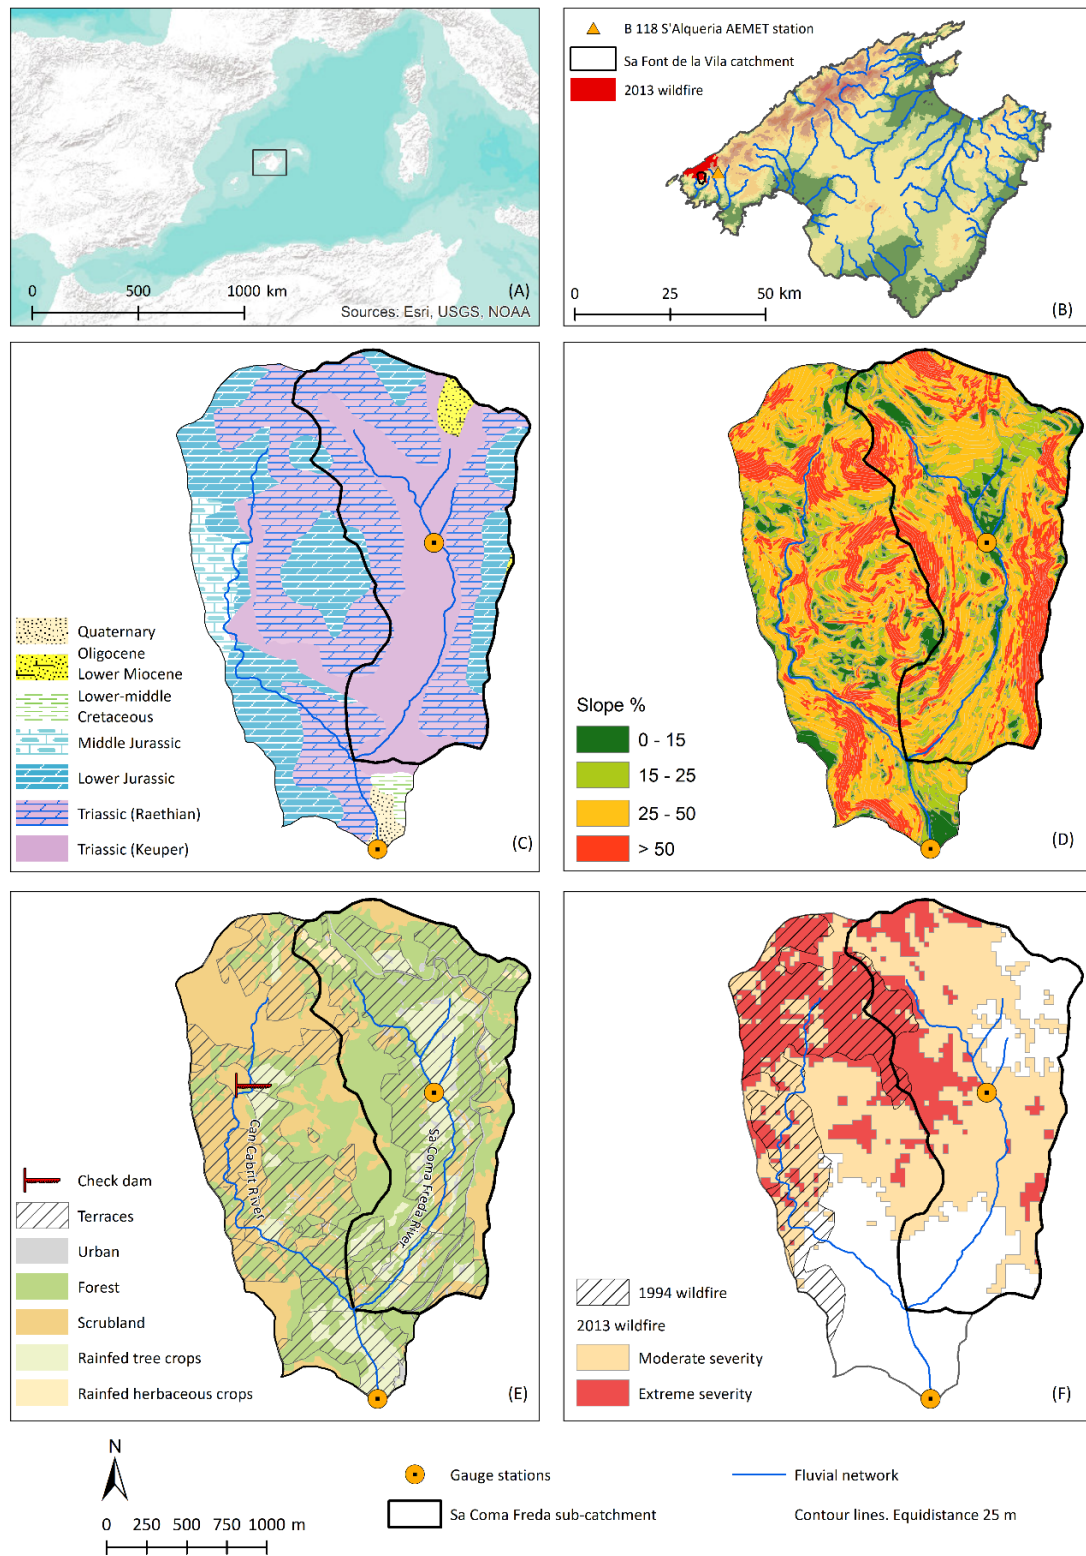 0 500 1000 km
(A)
Sources: Esri, USGS, NOAA
B 118 S'Alqueria AEMET station
Sa Font de la Vila catchment
2013 wildfire
0 25 50 km
(B)
Quaternary
Oligocene
Lower Miocene
Lower-middle
Cretaceous
Middle Jurassic
Lower Jurassic
Triassic (Raethian)
Triassic (Keuper)
(C)
Slope %
0 - 15
15 - 25
25 - 50
> 50
(D)
Can Cabrit River
Sa Coma Freda River
Check dam
Terraces
Urban
Forest
Scrubland
Rainfed tree crops
Rainfed herbaceous crops
(E)
1994 wildfire
2013 wildfire
Moderate severity
Extreme severity
(F)
N
0 250 500 750 1000 m
Gauge stations
Fluvial network
Sa Coma Freda sub-catchment
Contour lines. Equidistance 25 m